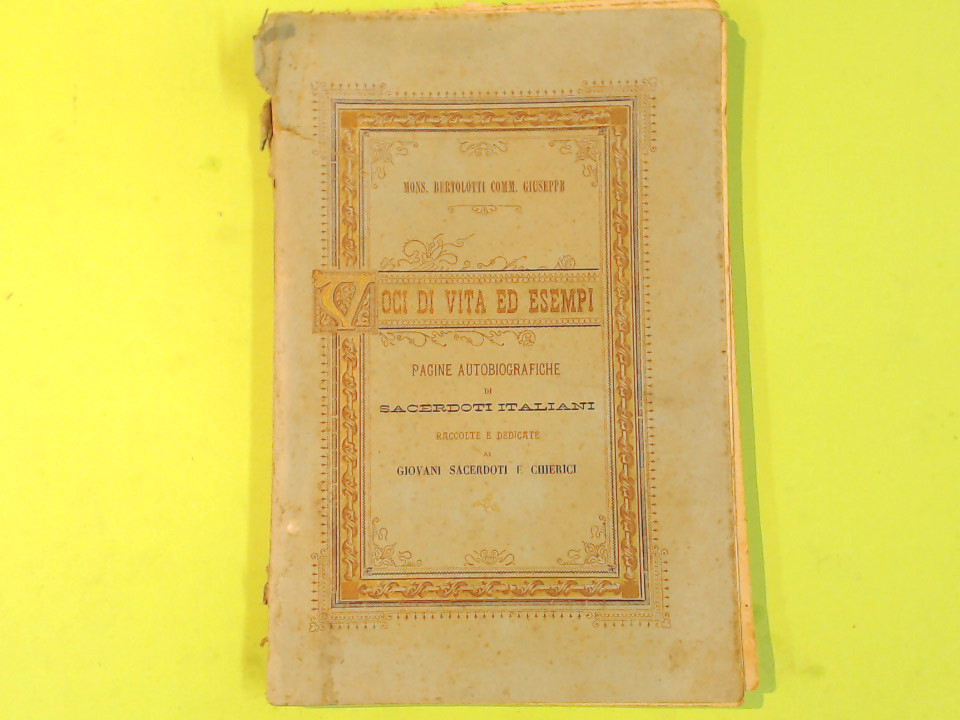 MONS. BERTOLOTTI COMM. GIUSEPPE
VOCI DI VITA ED ESEMPI
PAGINE AUTOBIOGRAFICHE
DI
SACERDOTI ITALIANI
RACCOLTE E DEDICATE
AI
GIOVANI SACERDOTI E CHIERICI